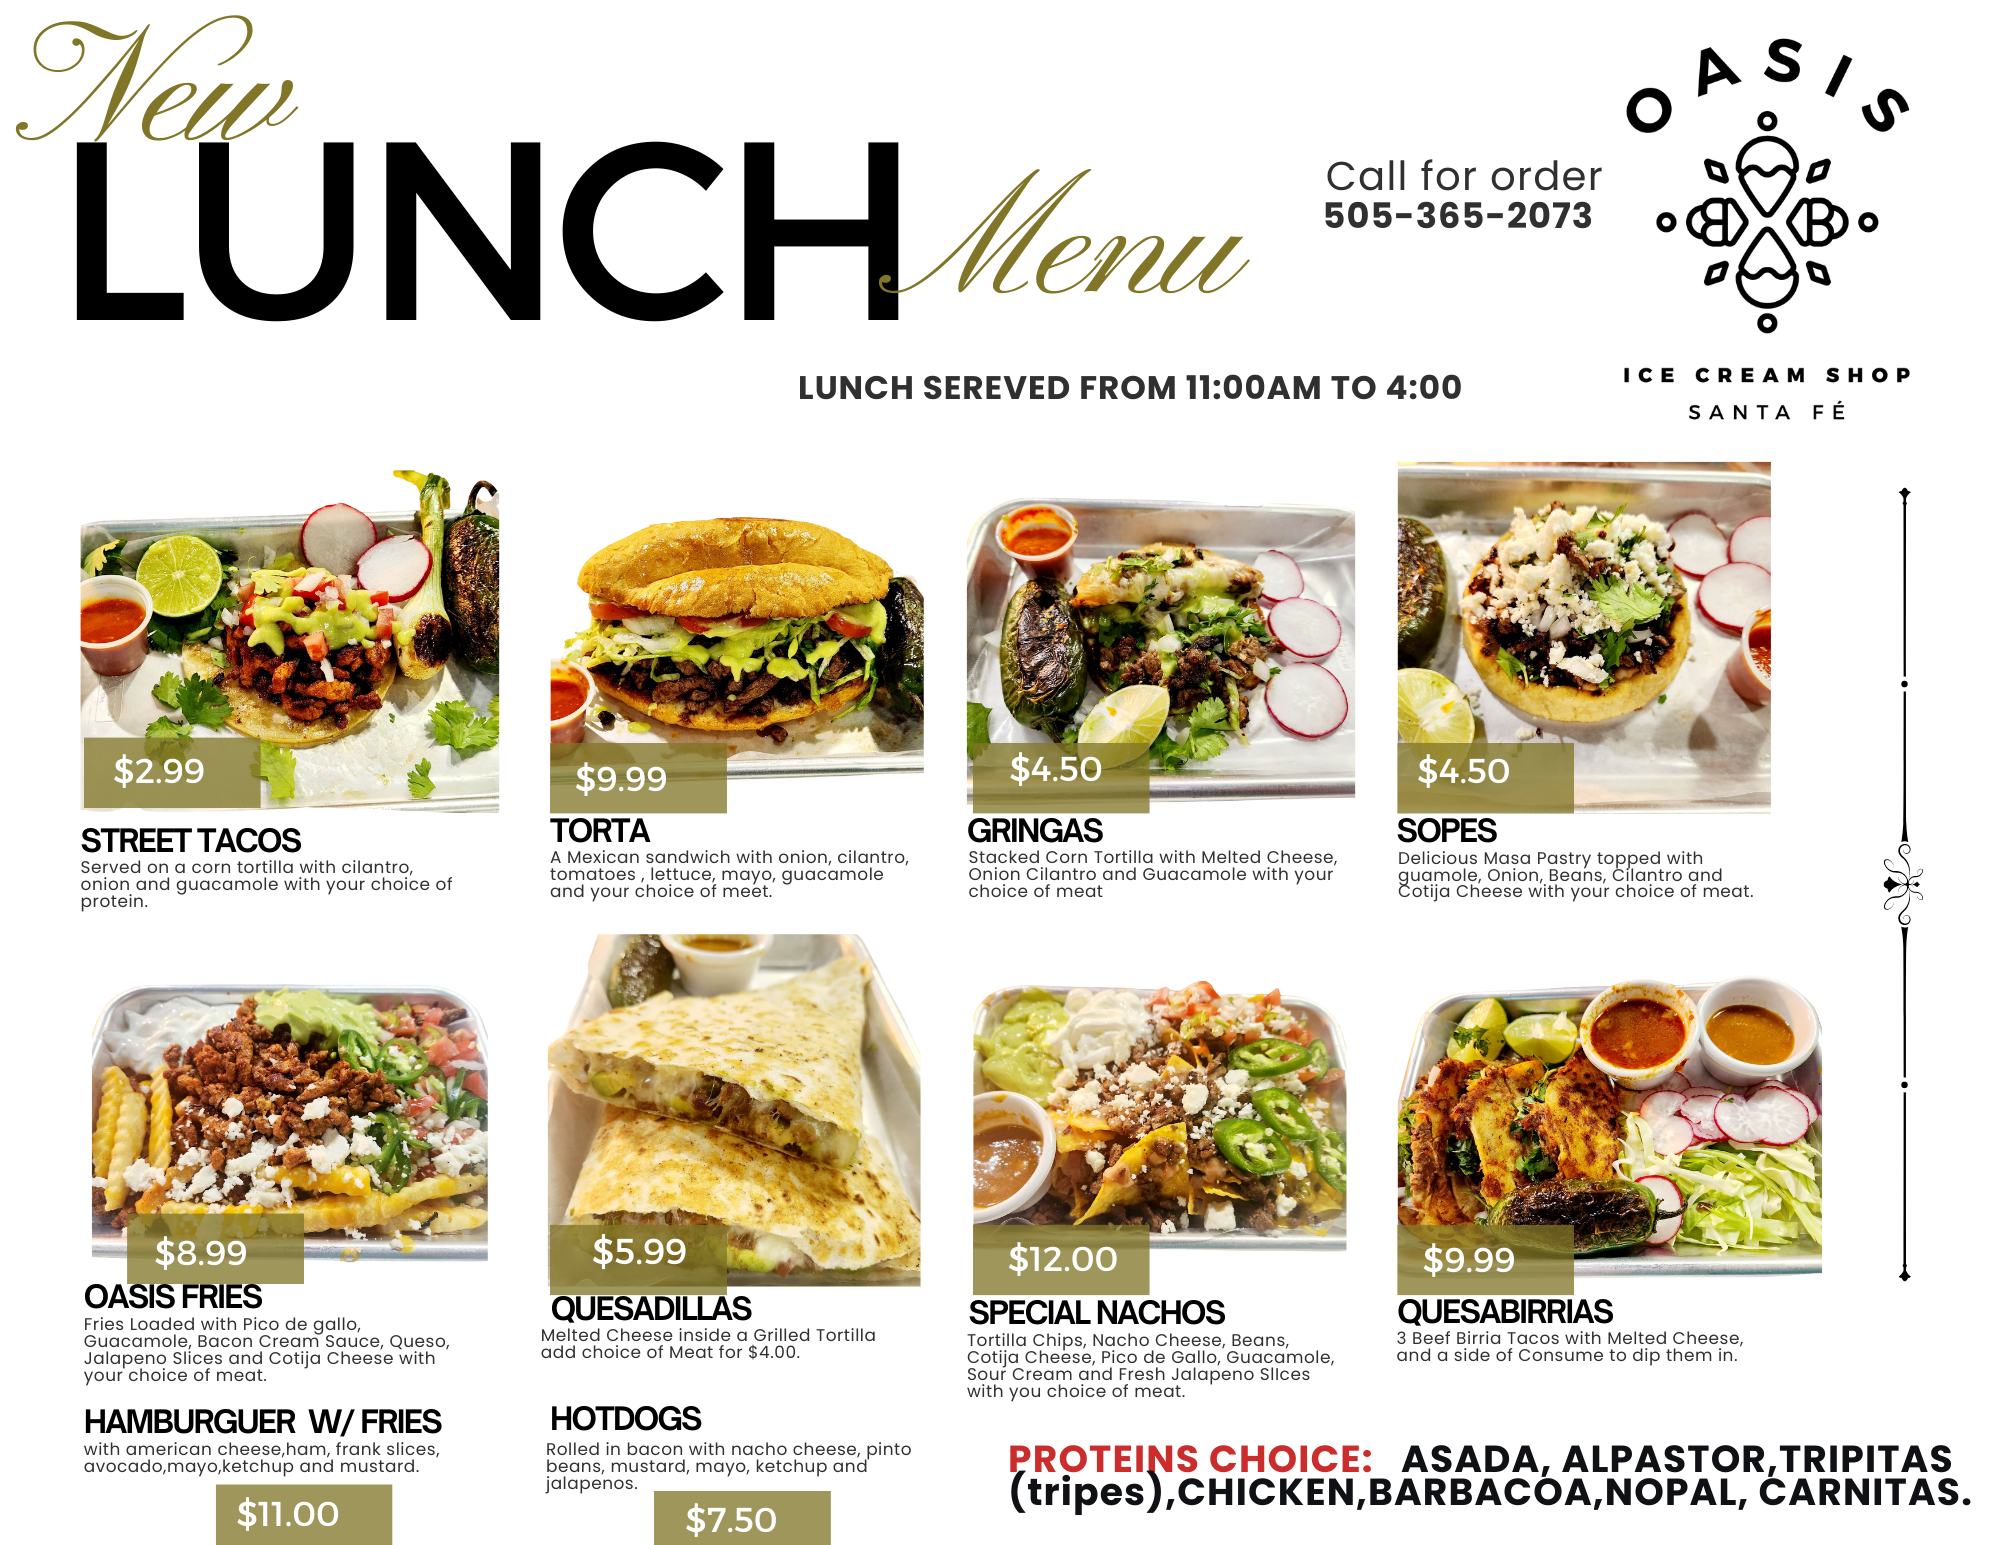 New
LUNCH
Menu
Call for order
505-365-2073
OASIS
B B
ICE CREAM SHOP
SANTA FÉ
LUNCH SEREVED FROM 11:00AM TO 4:00
$2.99
STREET TACOS
Served on a corn tortilla with cilantro,
onion and guacamole with your choice of
protein.
$9.99
TORTA
A Mexican sandwich with onion, cilantro,
tomatoes , lettuce, mayo, guacamole
and your choice of meet.
$4.50
GRINGAS
Stacked Corn Tortilla with Melted Cheese,
Onion Cilantro and Guacamole with your
choice of meat
$4.50
SOPES
Delicious Masa Pastry topped with
guamole, Onion, Beans, Cilantro and
Cotija Cheese with your choice of meat.
$8.99
OASIS FRIES
Fries Loaded with Pico de gallo,
Guacamole, Bacon Cream Sauce, Queso,
Jalapeno Slices and Cotija Cheese with
your choice of meat.
$5.99
QUESADILLAS
Melted Cheese inside a Grilled Tortilla
add choice of Meat for $4.00.
$12.00
SPECIAL NACHOS
Tortilla Chips, Nacho Cheese, Beans,
Cotija Cheese, Pico de Gallo, Guacamole,
Sour Cream and Fresh Jalapeno SlIces
with you choice of meat.
$9.99
QUESABIRRIAS
3 Beef Birria Tacos with Melted Cheese,
and a side of Consume to dip them in.
HAMBURGUER W/ FRIES
with american cheese,ham, frank slices,
avocado,mayo,ketchup and mustard.
$11.00
HOTDOGS
Rolled in bacon with nacho cheese, pinto
beans, mustard, mayo, ketchup and
jalapenos.
$7.50
PROTEINS CHOICE: ASADA, ALPASTOR,TRIPITAS
(tripes),CHICKEN,BARBACOA,NOPAL, CARNITAS.